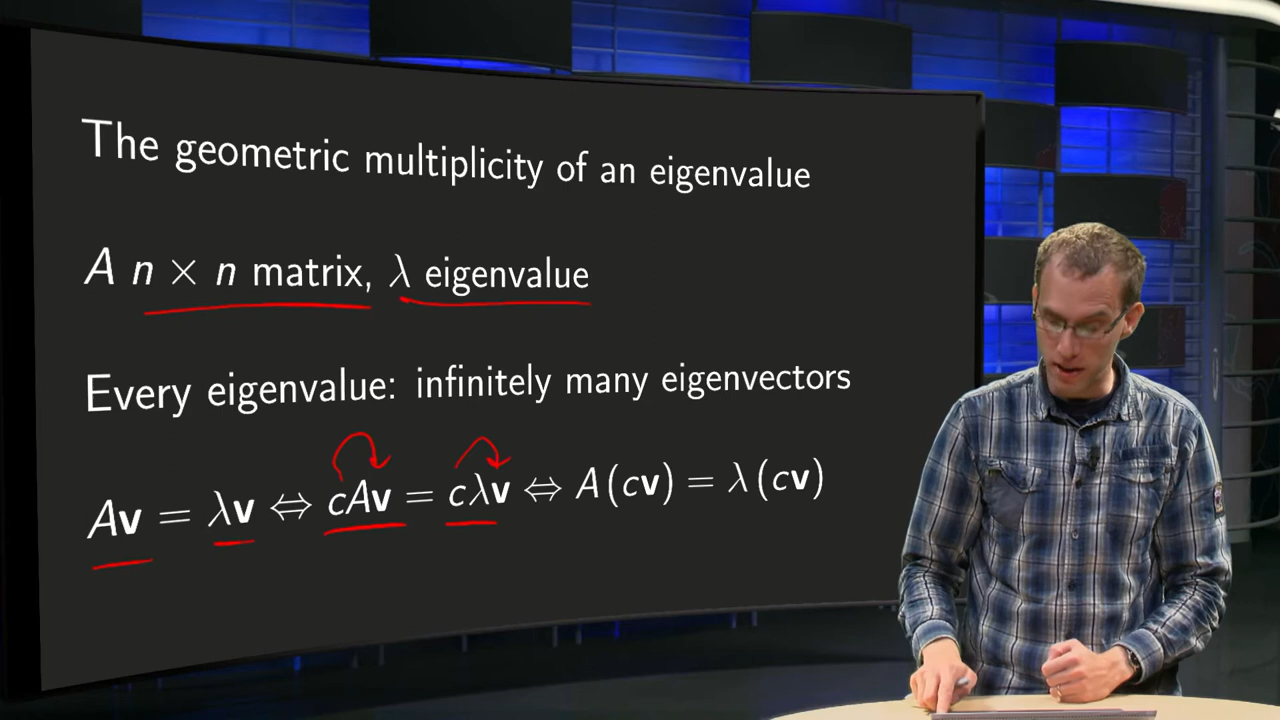 The geometric multiplicity of an eigenvalue
A n × n matrix, λ eigenvalue
Every eigenvalue: infinitely many eigenvectors
Av = λv ⇔ cAv = cλv ⇔ A(cv) = λ(cv)